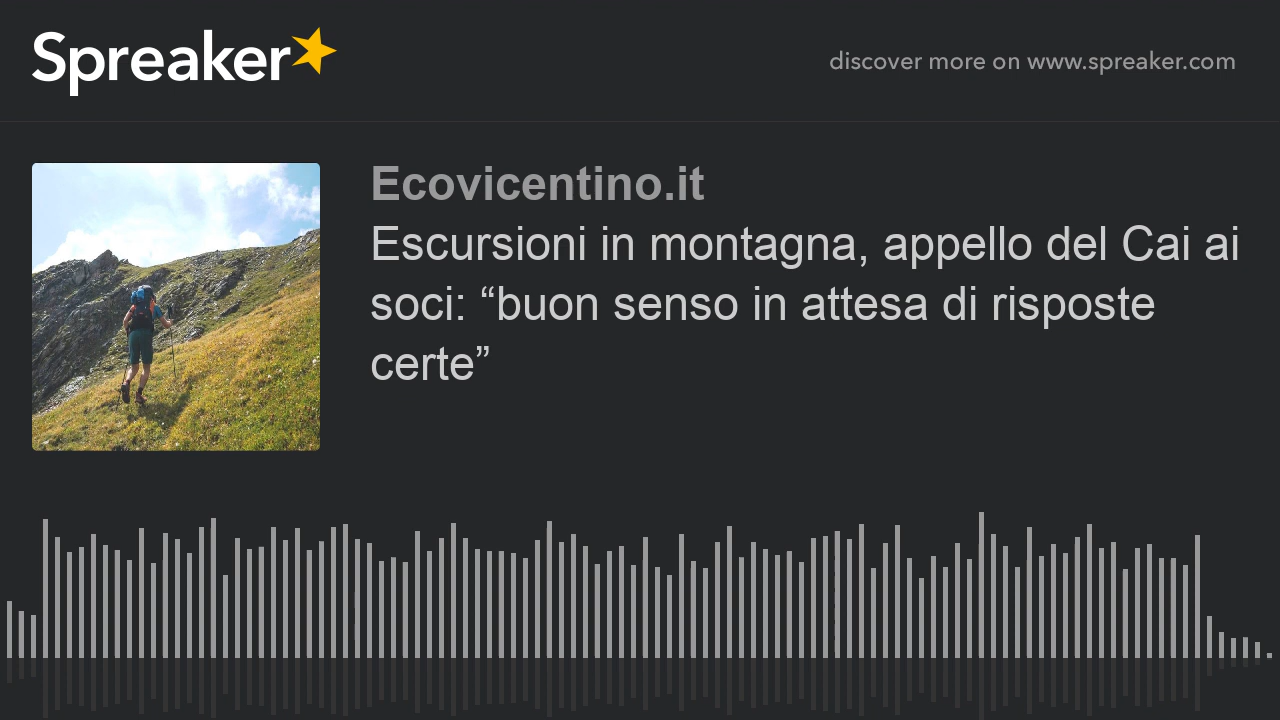 Spreaker
discover more on www.spreaker.com
Ecovicentino.it
Escursioni in montagna, appello del Cai ai
soci: “buon senso in attesa di risposte
certe”